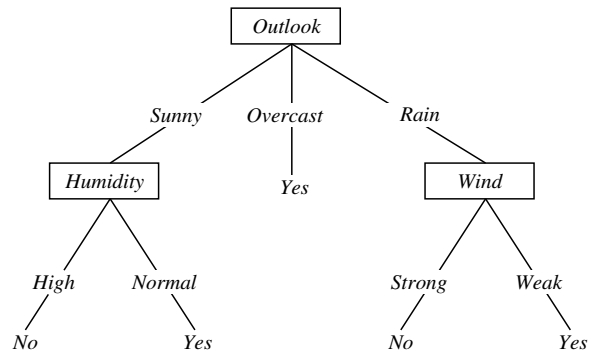 Outlook
Sunny Overcast Rain
Humidity Yes Wind
High Normal Strong Weak
No Yes No Yes